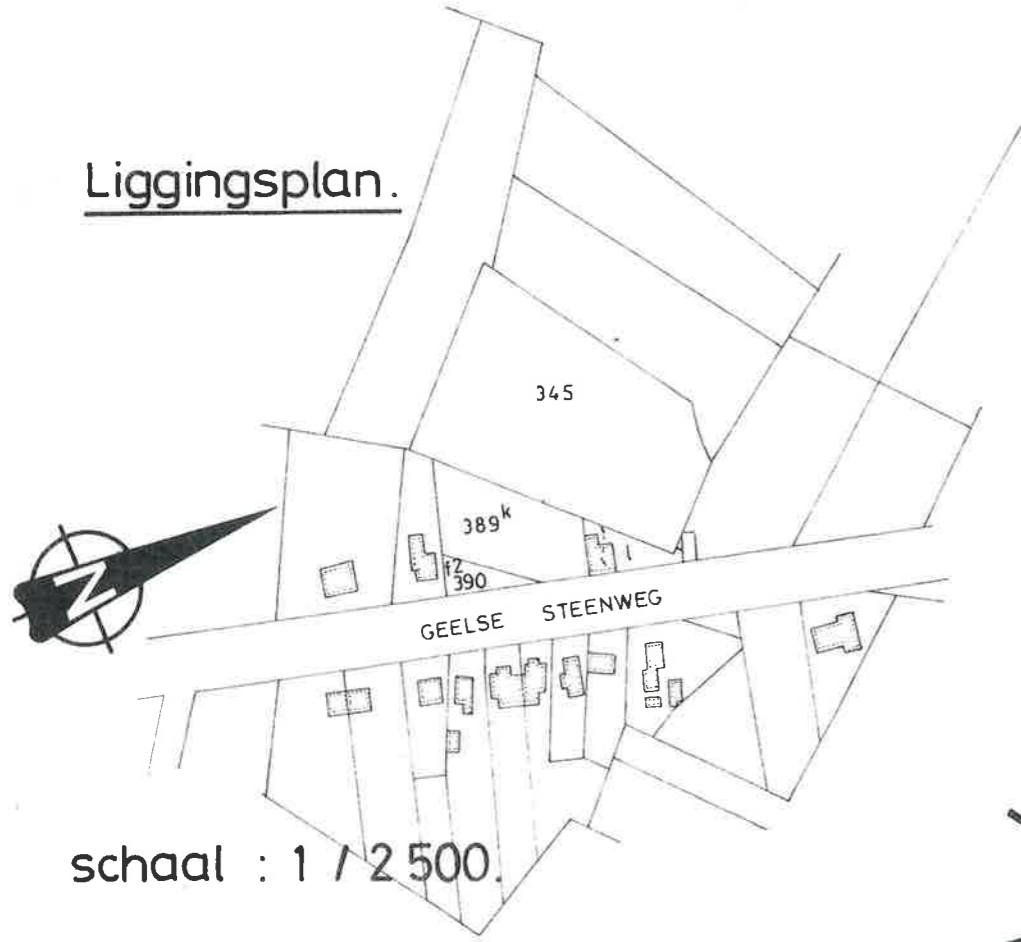 Liggingsplan.
345
389k
f2
390
N
GEELSE STEENWEG
schaal : 1 / 2 500.